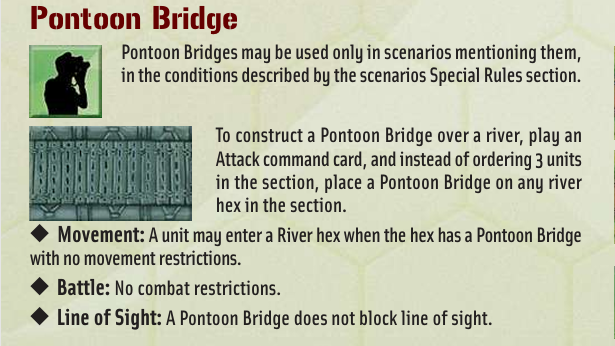 Pontoon Bridge
Pontoon Bridges may be used only in scenarios mentioning them,
in the conditions described by the scenarios Special Rules section.
To construct a Pontoon Bridge over a river, play an
Attack command card, and instead of ordering 3 units
in the section, place a Pontoon Bridge on any river
hex in the section.
◆ Movement: A unit may enter a River hex when the hex has a Pontoon Bridge
with no movement restrictions.
◆ Battle: No combat restrictions.
◆ Line of Sight: A Pontoon Bridge does not block line of sight.